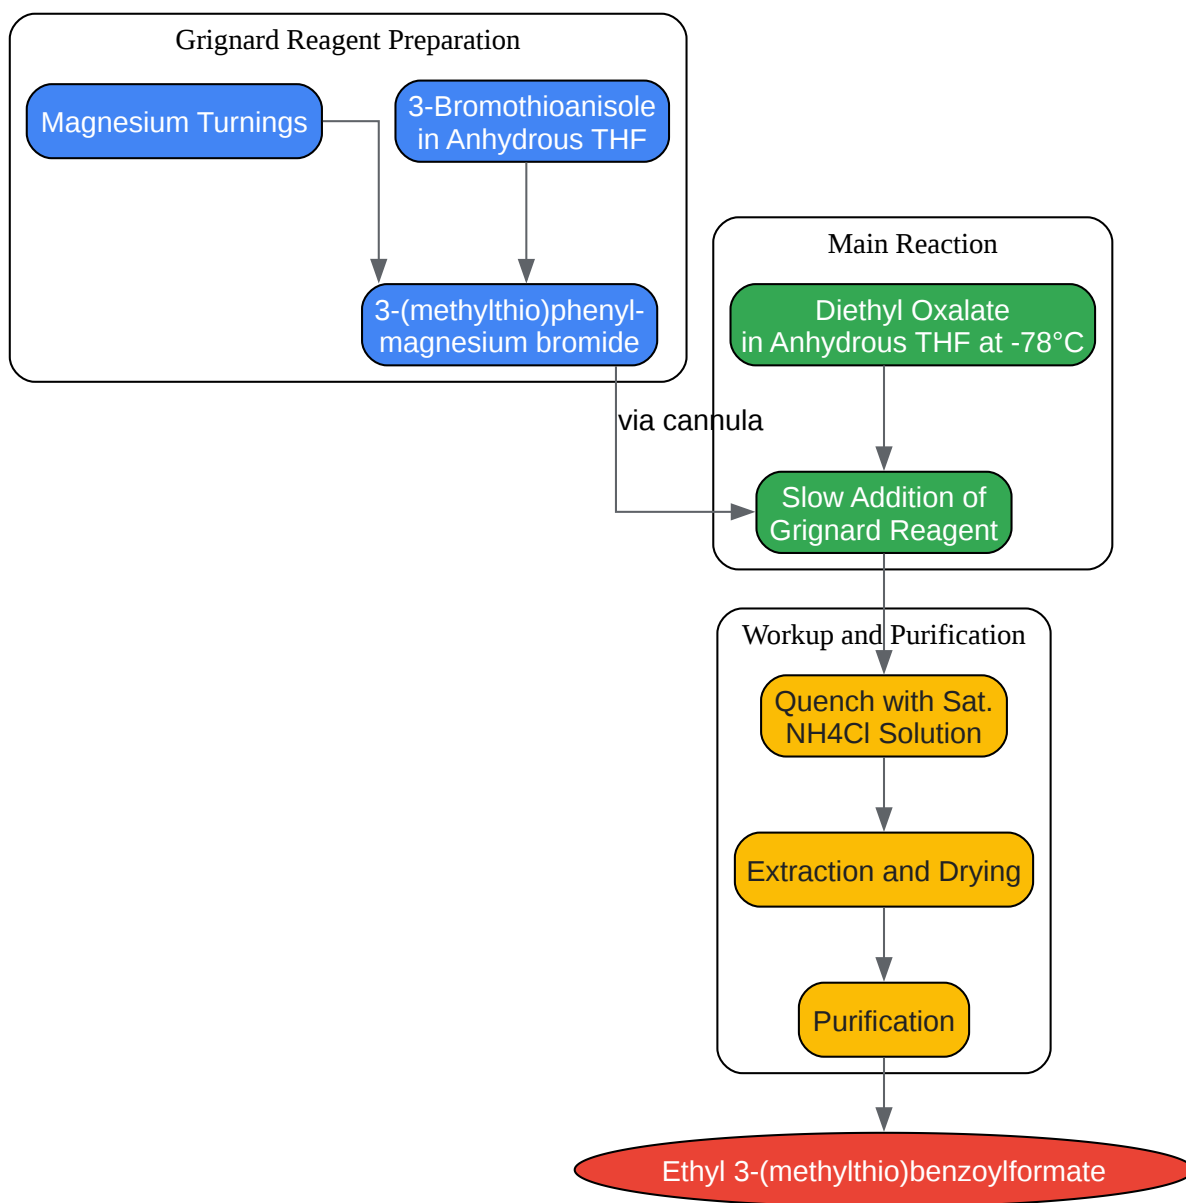 Grignard Reagent Preparation
Magnesium Turnings
3-Bromothioanisole
in Anhydrous THF
3-(methylthio)phenyl-
magnesium bromide
via cannula
Main Reaction
Diethyl Oxalate
in Anhydrous THF at -78°C
Slow Addition of
Grignard Reagent
Workup and Purification
Quench with Sat.
NH4Cl Solution
Extraction and Drying
Purification
Ethyl 3-(methylthio)benzoylformate